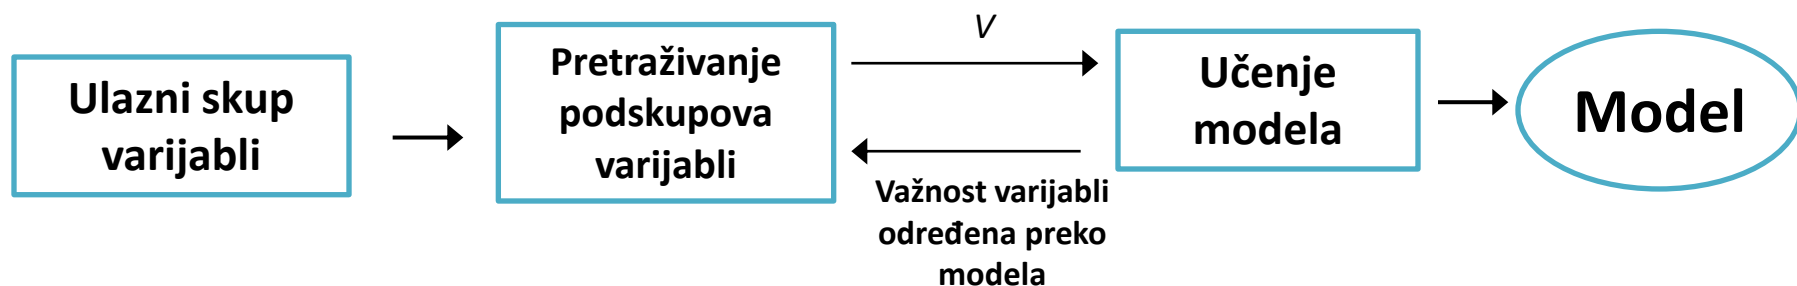 Ulazni skup
varijabli
Pretraživanje
podskupova
varijabli
V
Važnost varijabli
određena preko
modela
Učenje
modela
Model